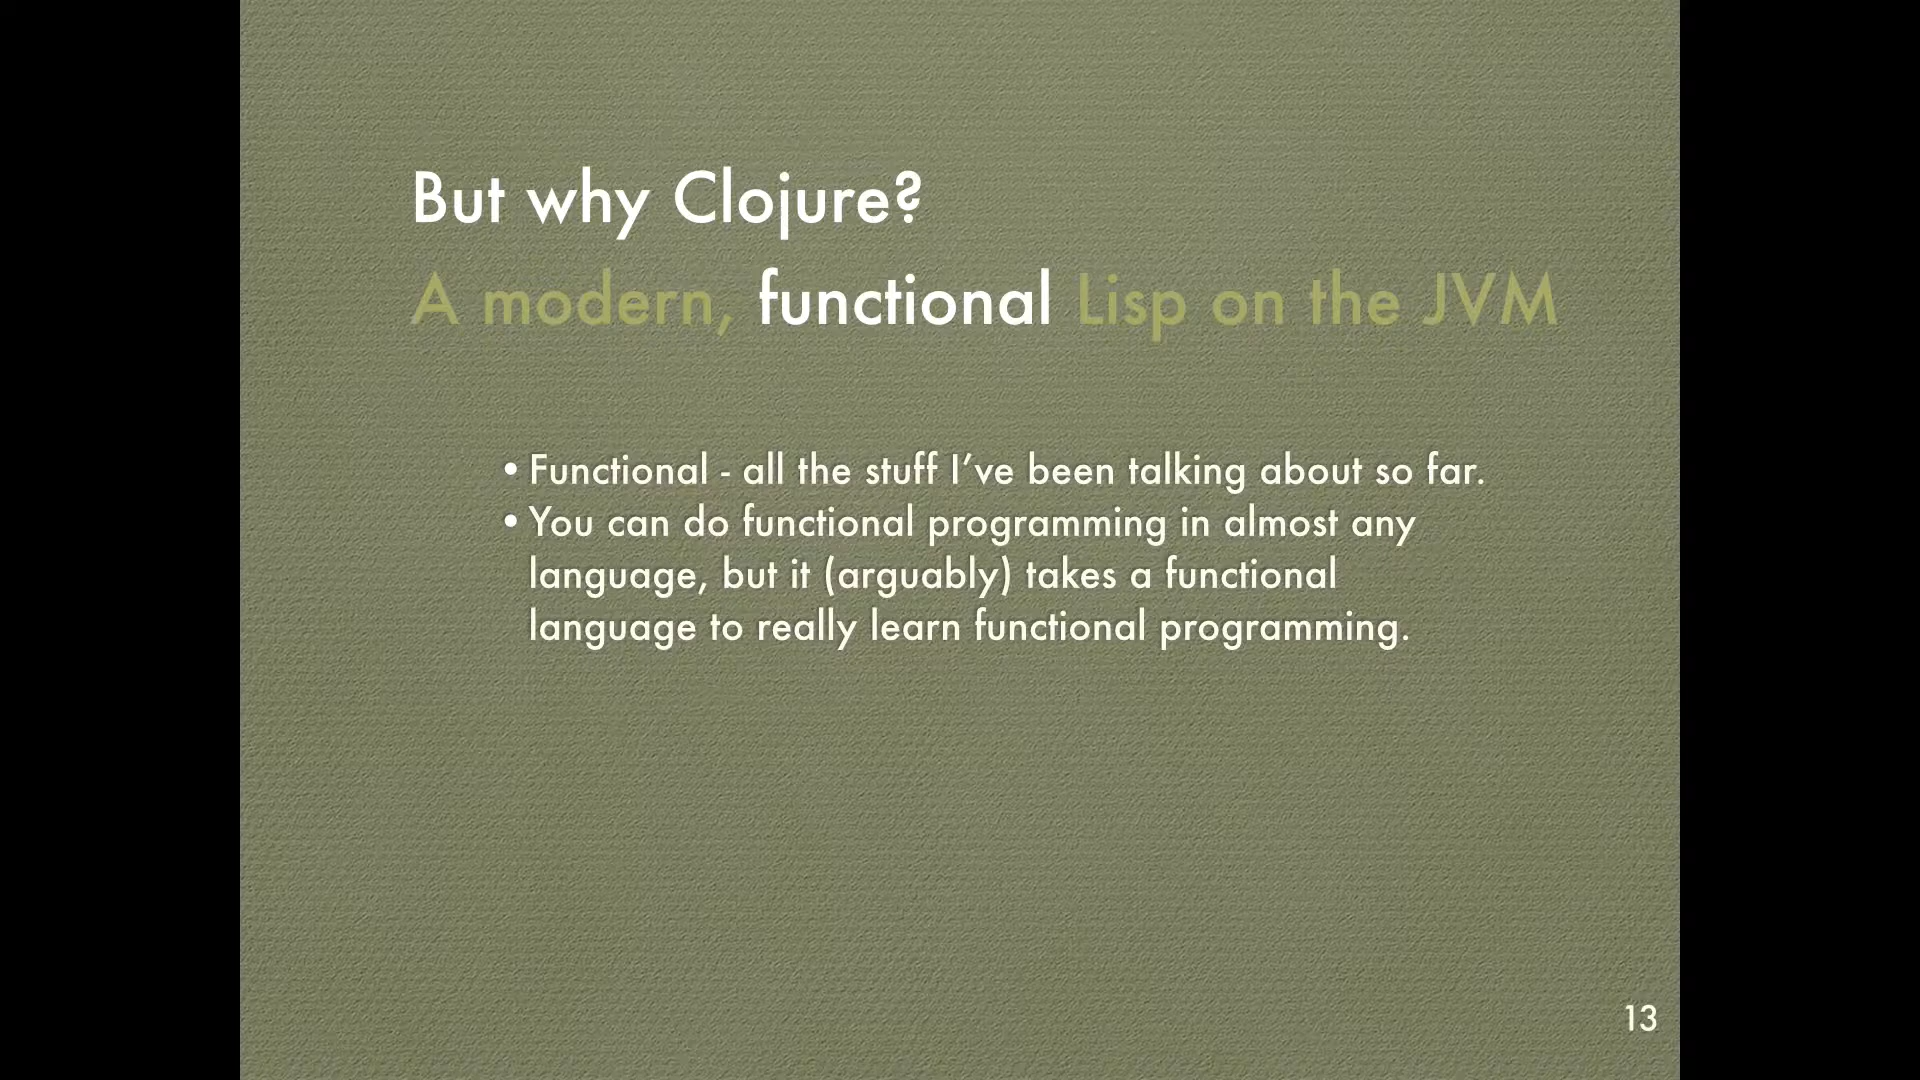 But why Clojure?
A modern, functional Lisp on the JVM
•Functional - all the stuff I’ve been talking about so far.
•You can do functional programming in almost any
language, but it (arguably) takes a functional
language to really learn functional programming.
13